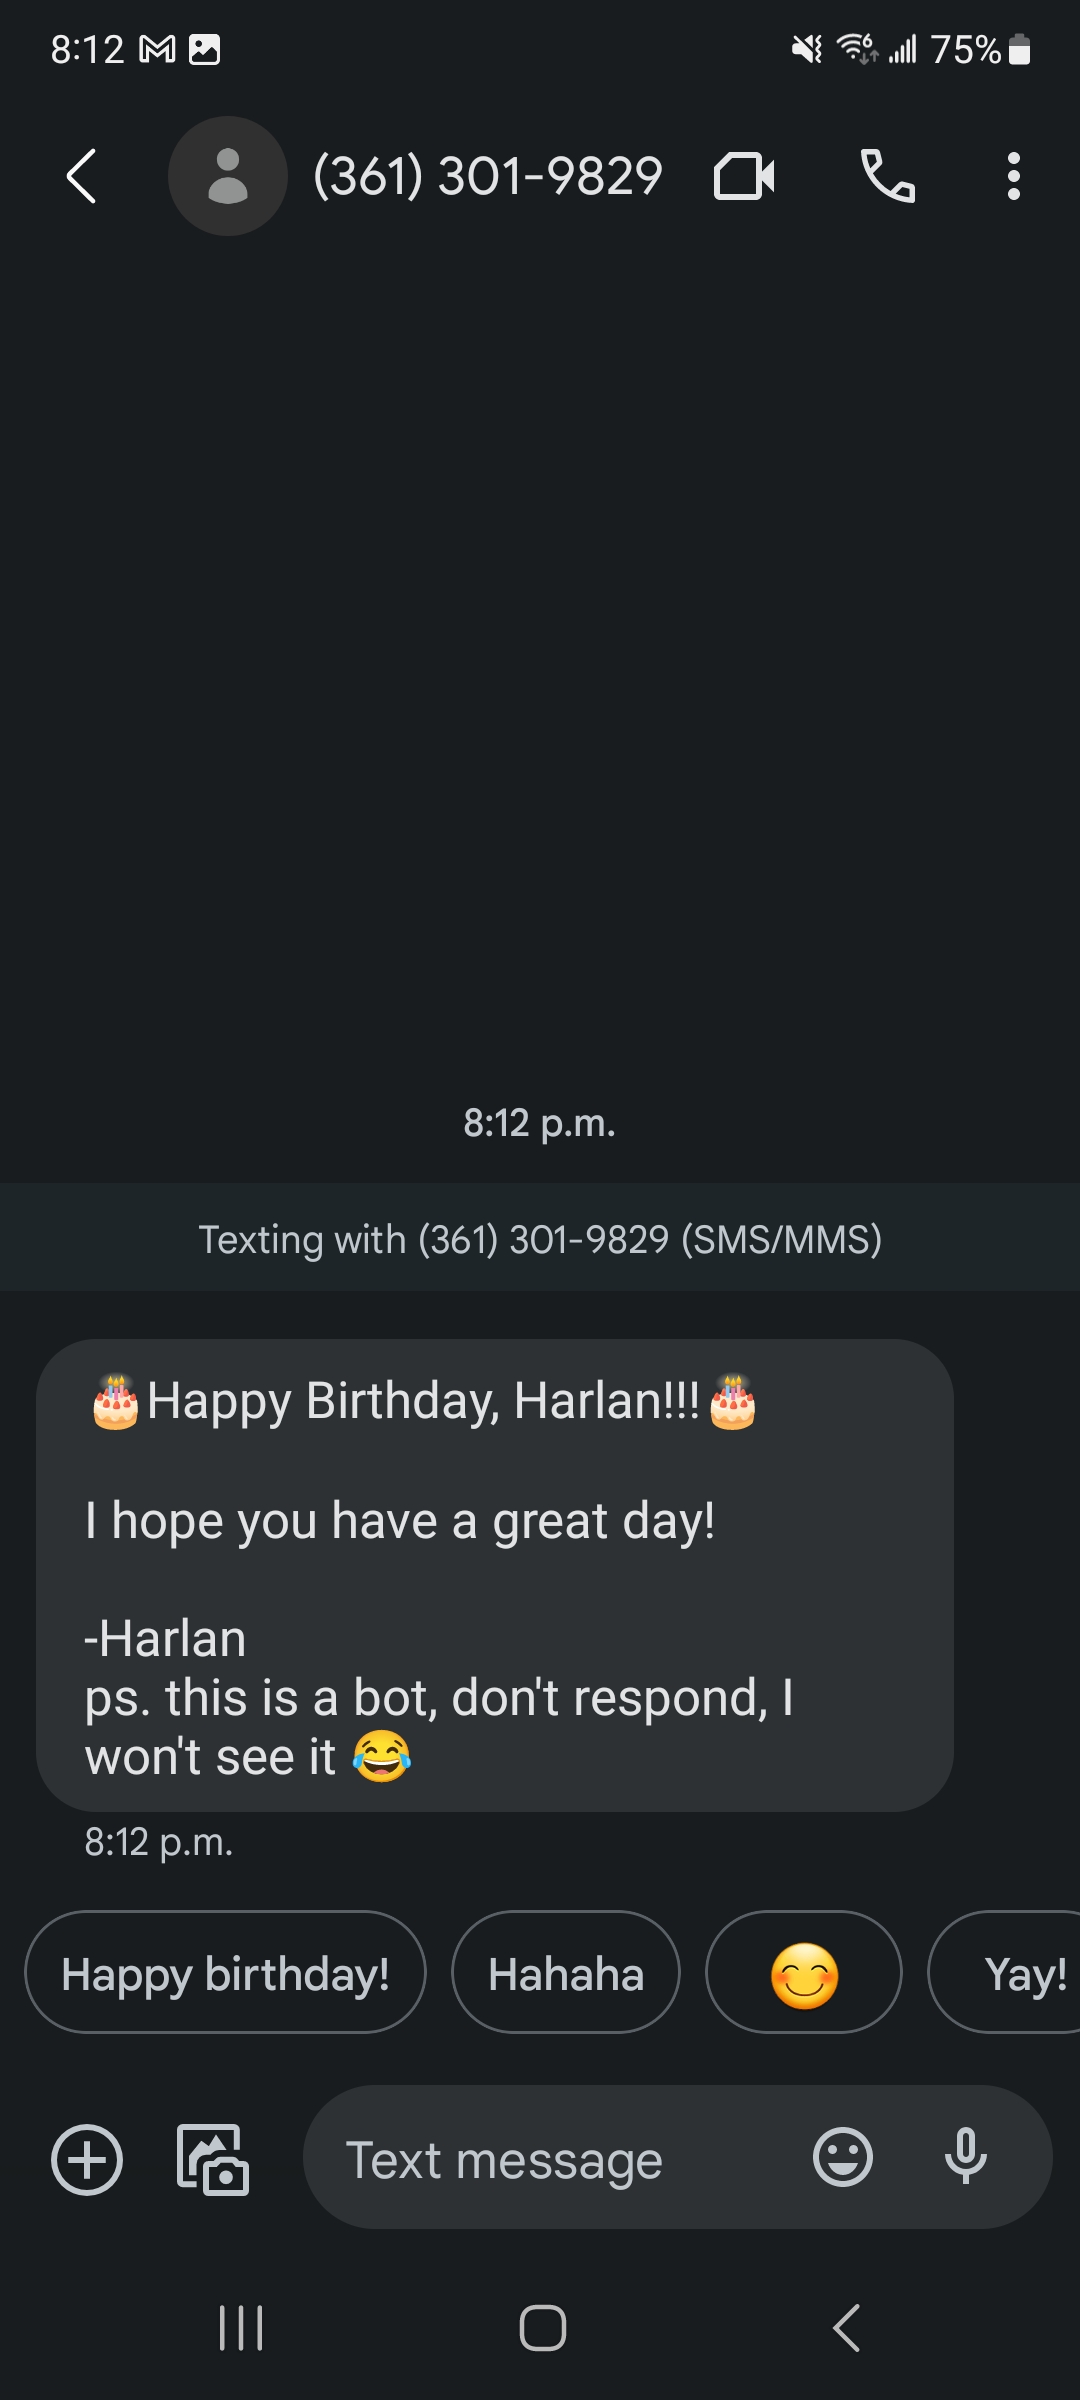 8:12 75%
(361) 301-9829
8:12 p.m.
Texting with (361) 301-9829 (SMS/MMS)
🎂Happy Birthday, Harlan!!!🎂
I hope you have a great day!
-Harlan
ps. this is a bot, don't respond, I
won't see it 😂
8:12 p.m.
Happy birthday! Hahaha 😊 Yay!
Text message